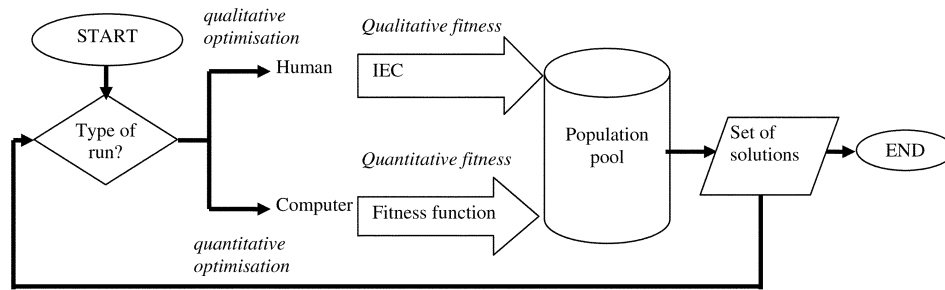 START
Type of
run?
qualitative
optimisation
Human
Qualitative fitness
IEC
Computer
Quantitative fitness
Fitness function
quantitative
optimisation
Population
pool
Set of
solutions
END